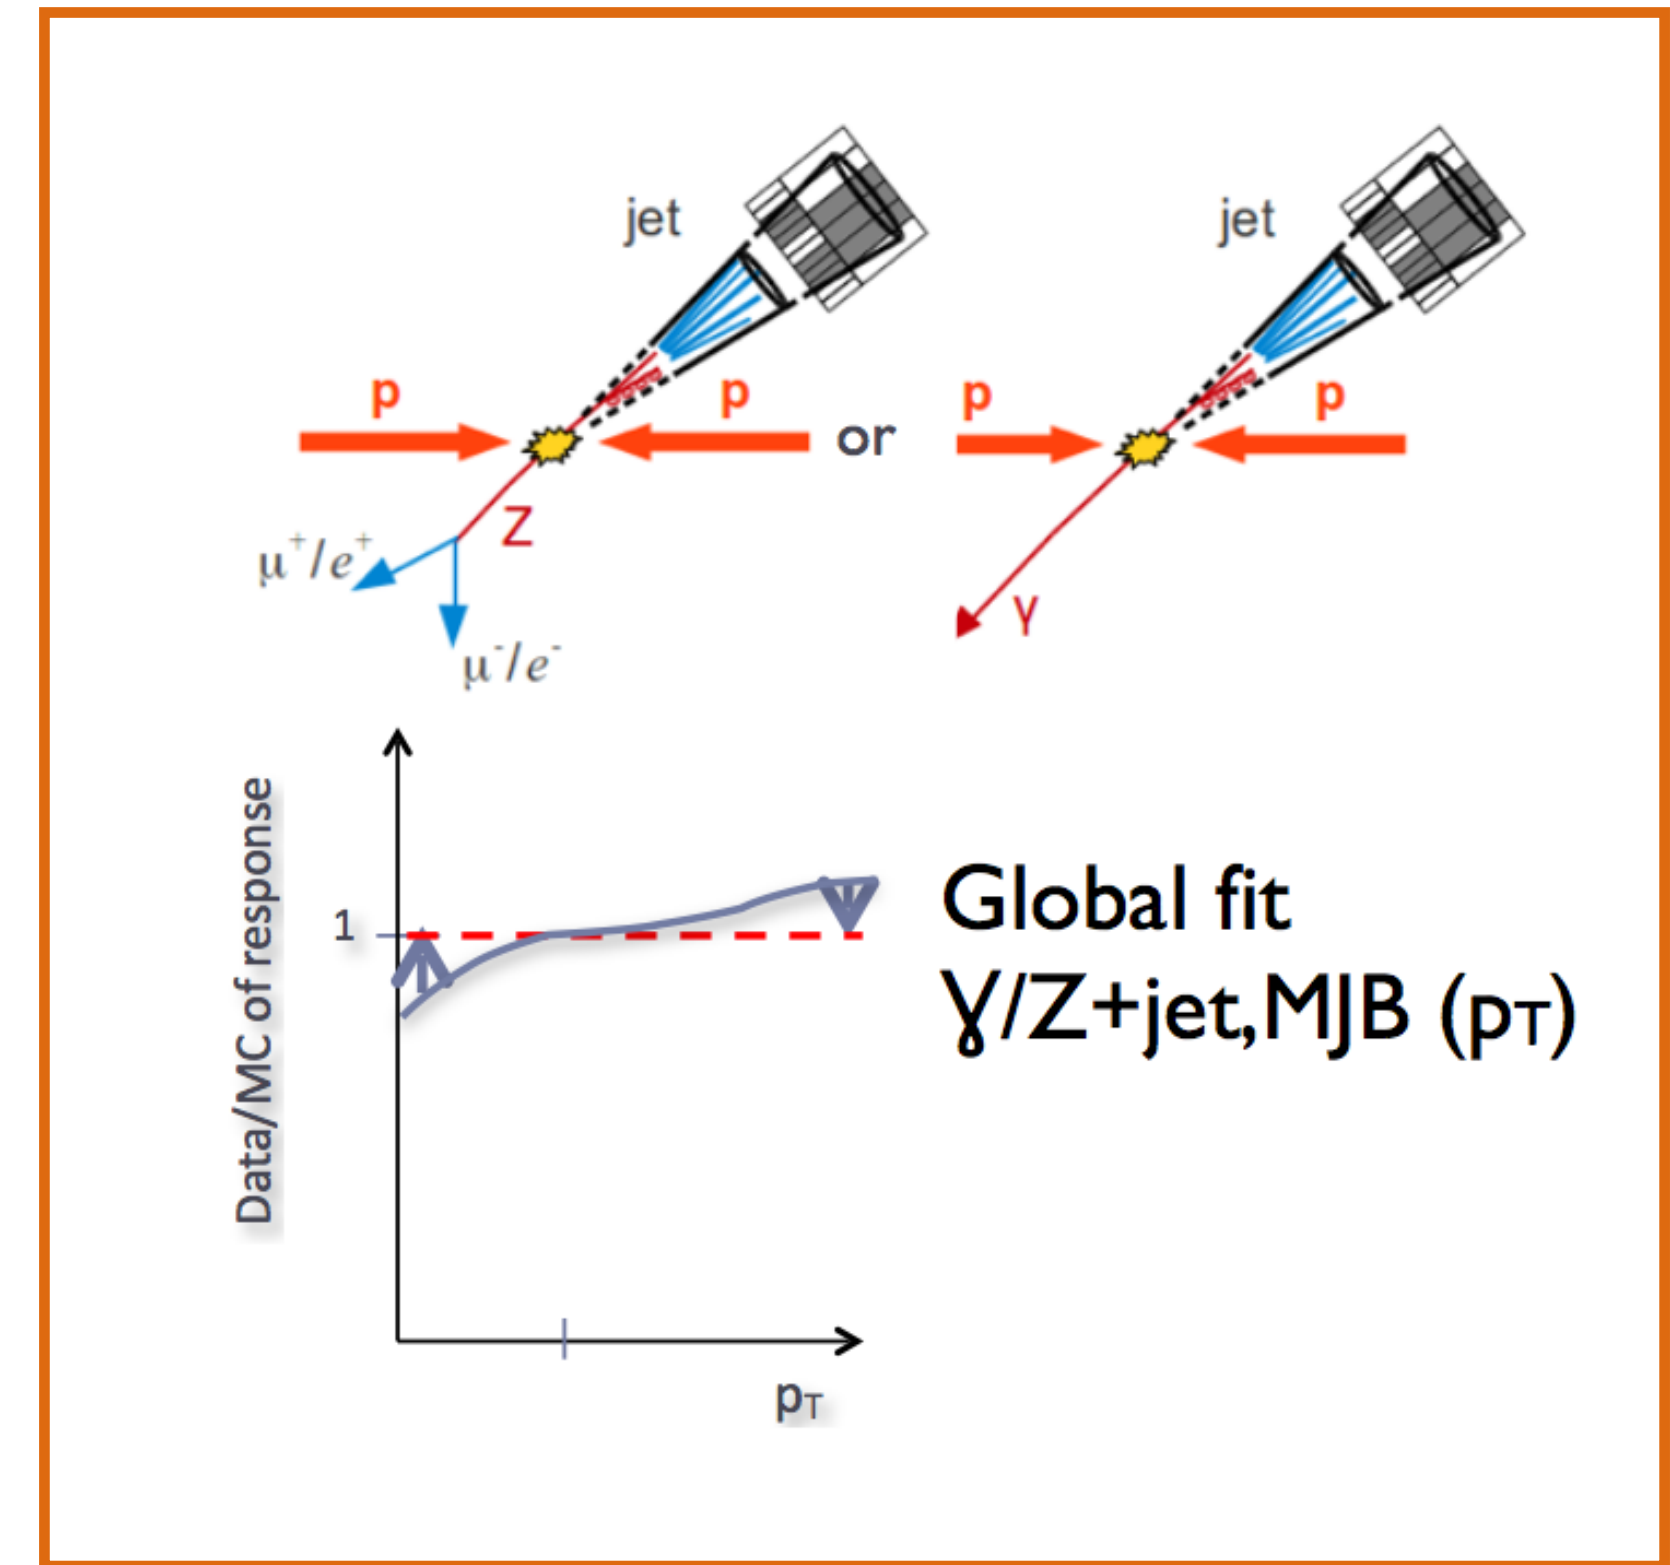 jet
jet
p
p
or
p
p
Z
μ⁺/e⁺
μ⁻/e⁻
γ
Data/MC of response
1
Global fit
Ɣ/Z+jet,MJB (pT)
pT